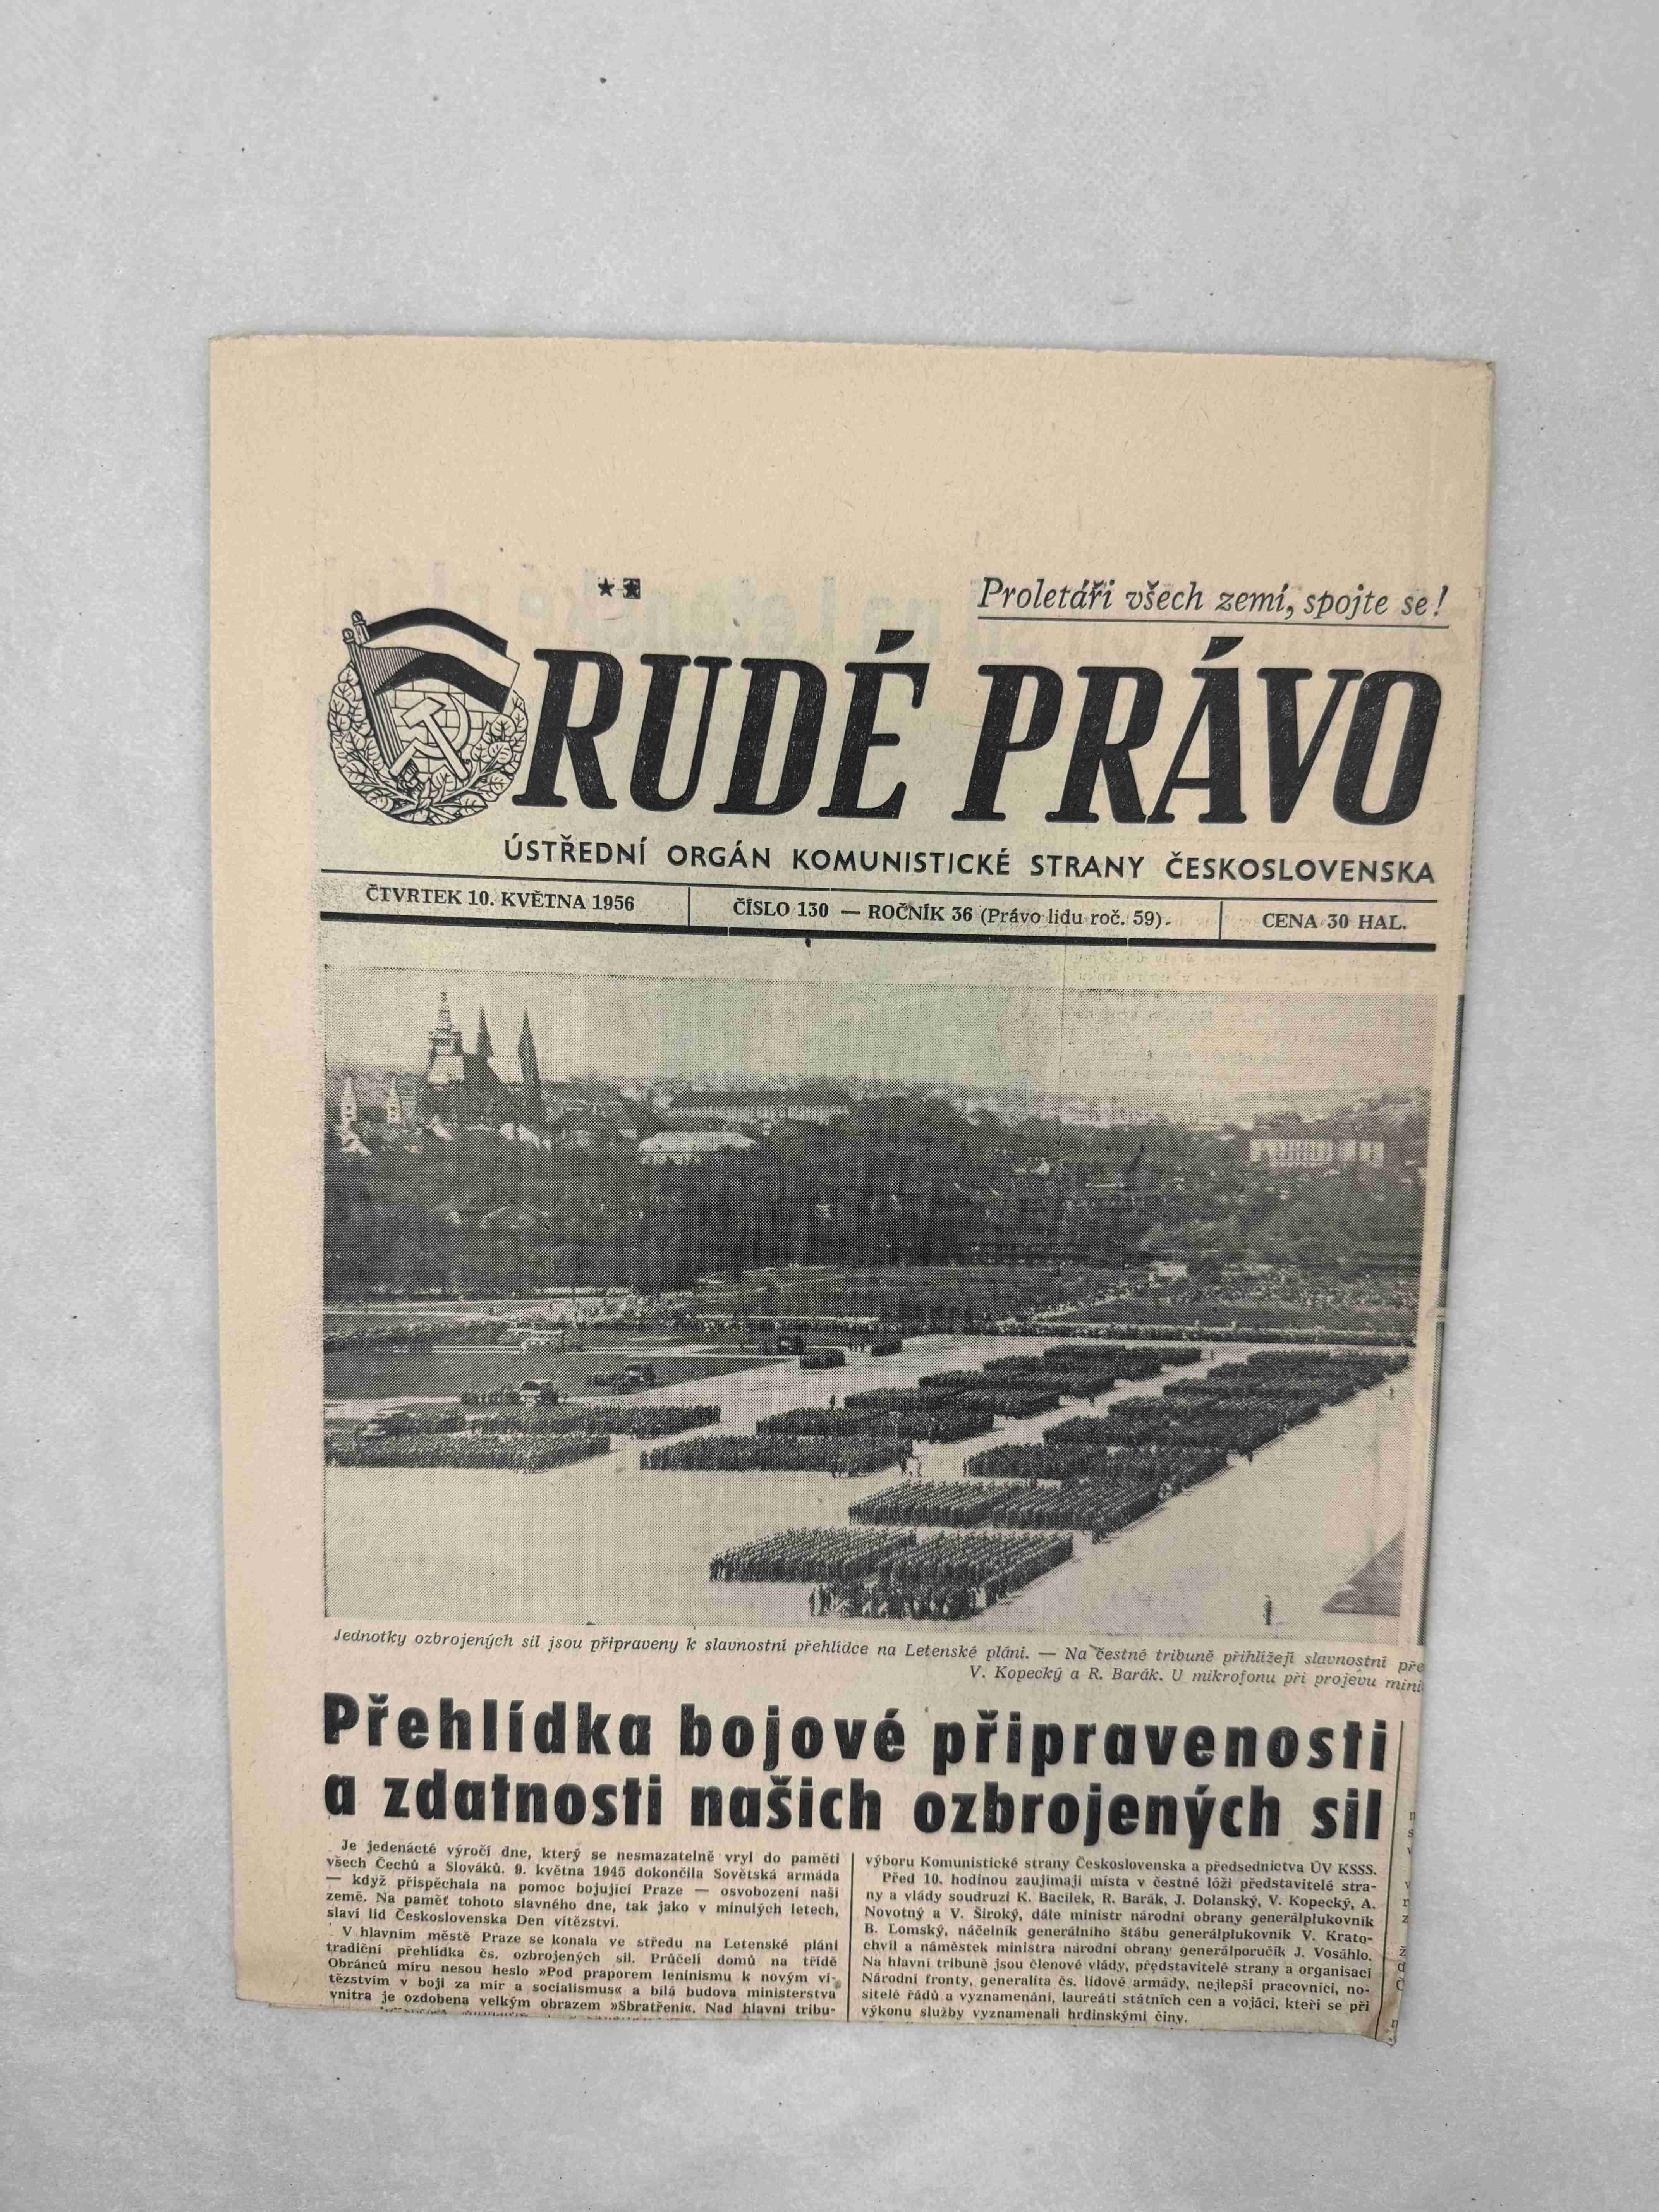 Proletáři všech zemí, spojte se!
RUDÉ PRÁVO
ÚSTŘEDNÍ ORGÁN KOMUNISTICKÉ STRANY ČESKOSLOVENSKA
ČTVRTEK 10. KVĚTNA 1956
ČÍSLO 130 — ROČNÍK 36 (Právo lidu roč. 59).
CENA 30 HAL.
Jednotky ozbrojených sil jsou připraveny k slavnostní přehlídce na Letenské pláni. — Na čestné tribuně přihlížejí slavnostní pře
V. Kopecký a R. Barák. U mikrofonu při projevu mini
Přehlídka bojové připravenosti
a zdatnosti našich ozbrojených sil
Je jedenácté výročí dne, který se nesmazatelně vryl do paměti
všech Čechů a Slováků. 9. května 1945 dokončila Sovětská armáda
— když přispěchala na pomoc bojující Praze — osvobození naší
země. Na paměť tohoto slavného dne, tak jako v minulých letech,
slaví lid Československa Den vítězství.
V hlavním městě Praze se konala ve středu na Letenské pláni
tradiční přehlídka čs. ozbrojených sil. Průčelí domů na třídě
Obránců míru nesou heslo »Pod praporem leninismu k novým ví-
tězstvím v boji za mír a socialismus« a bílá budova ministerstva
vnitra je ozdobena velkým obrazem »Sbratření«. Nad hlavní tribu-
výboru Komunistické strany Československa a předsednictva ÚV KSSS.
Před 10. hodinou zaujímají místa v čestné lóži představitelé stra-
ny a vlády soudruzi K. Bacílek, R. Barák, J. Dolanský, V. Kopecký, A.
Novotný a V. Široký, dále ministr národní obrany generálplukovník
B. Lomský, náčelník generálního štábu generálplukovník V. Krato-
chvíl a náměstek ministra národní obrany generálporučík J. Vosáhlo.
Na hlavní tribuně jsou členové vlády, představitelé strany a organisací
Národní fronty, generalita čs. lidové armády, nejlepší pracovníci, no-
sitelé řádů a vyznamenání, laureáti státních cen a vojáci, kteří se při
výkonu služby vyznamenali hrdinskými činy.